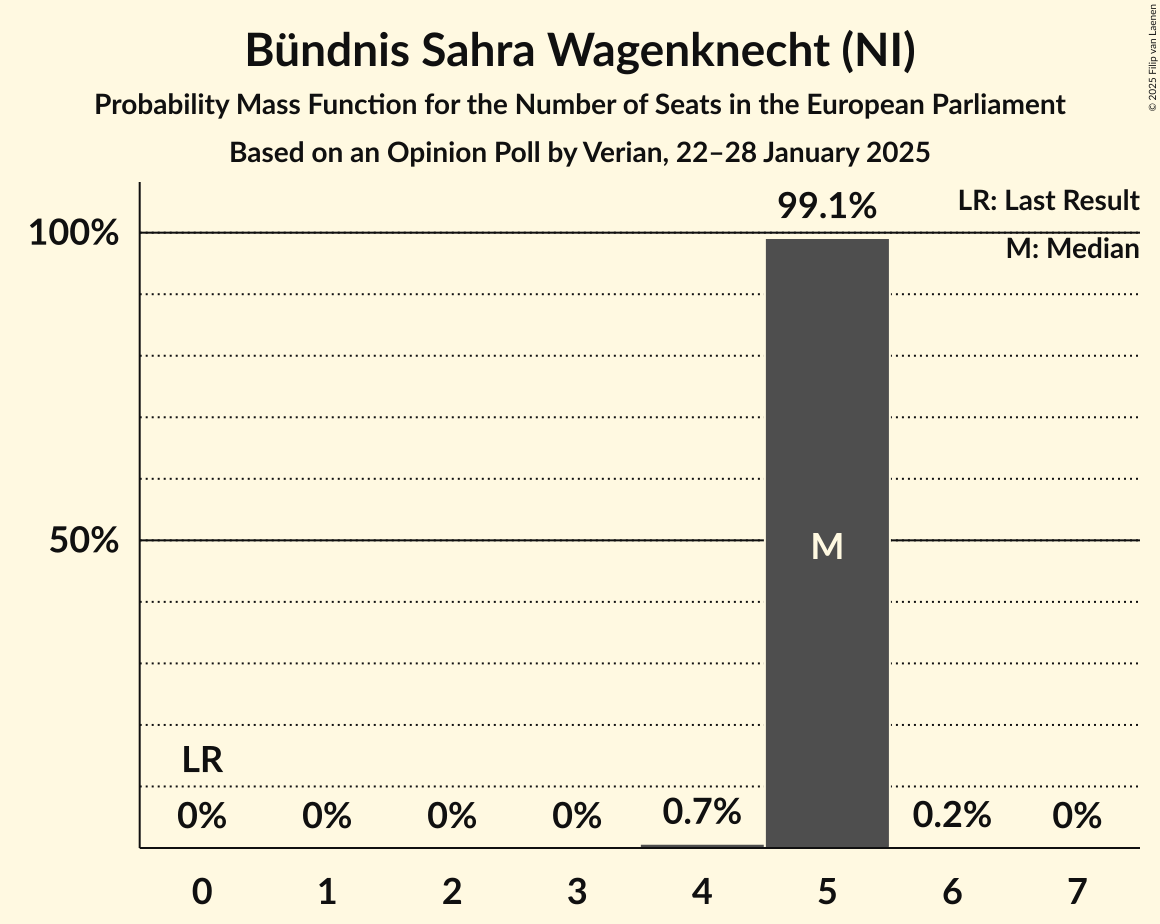 Bündnis Sahra Wagenknecht (NI)
Probability Mass Function for the Number of Seats in the European Parliament
Based on an Opinion Poll by Verian, 22–28 January 2025
© 2025 Filip van Laenen
99.1%
LR: Last Result
100%
M: Median
50%
M
LR
0% 0% 0% 0% 0.7% 0.2% 0%
0 1 2 3 4 5 6 7